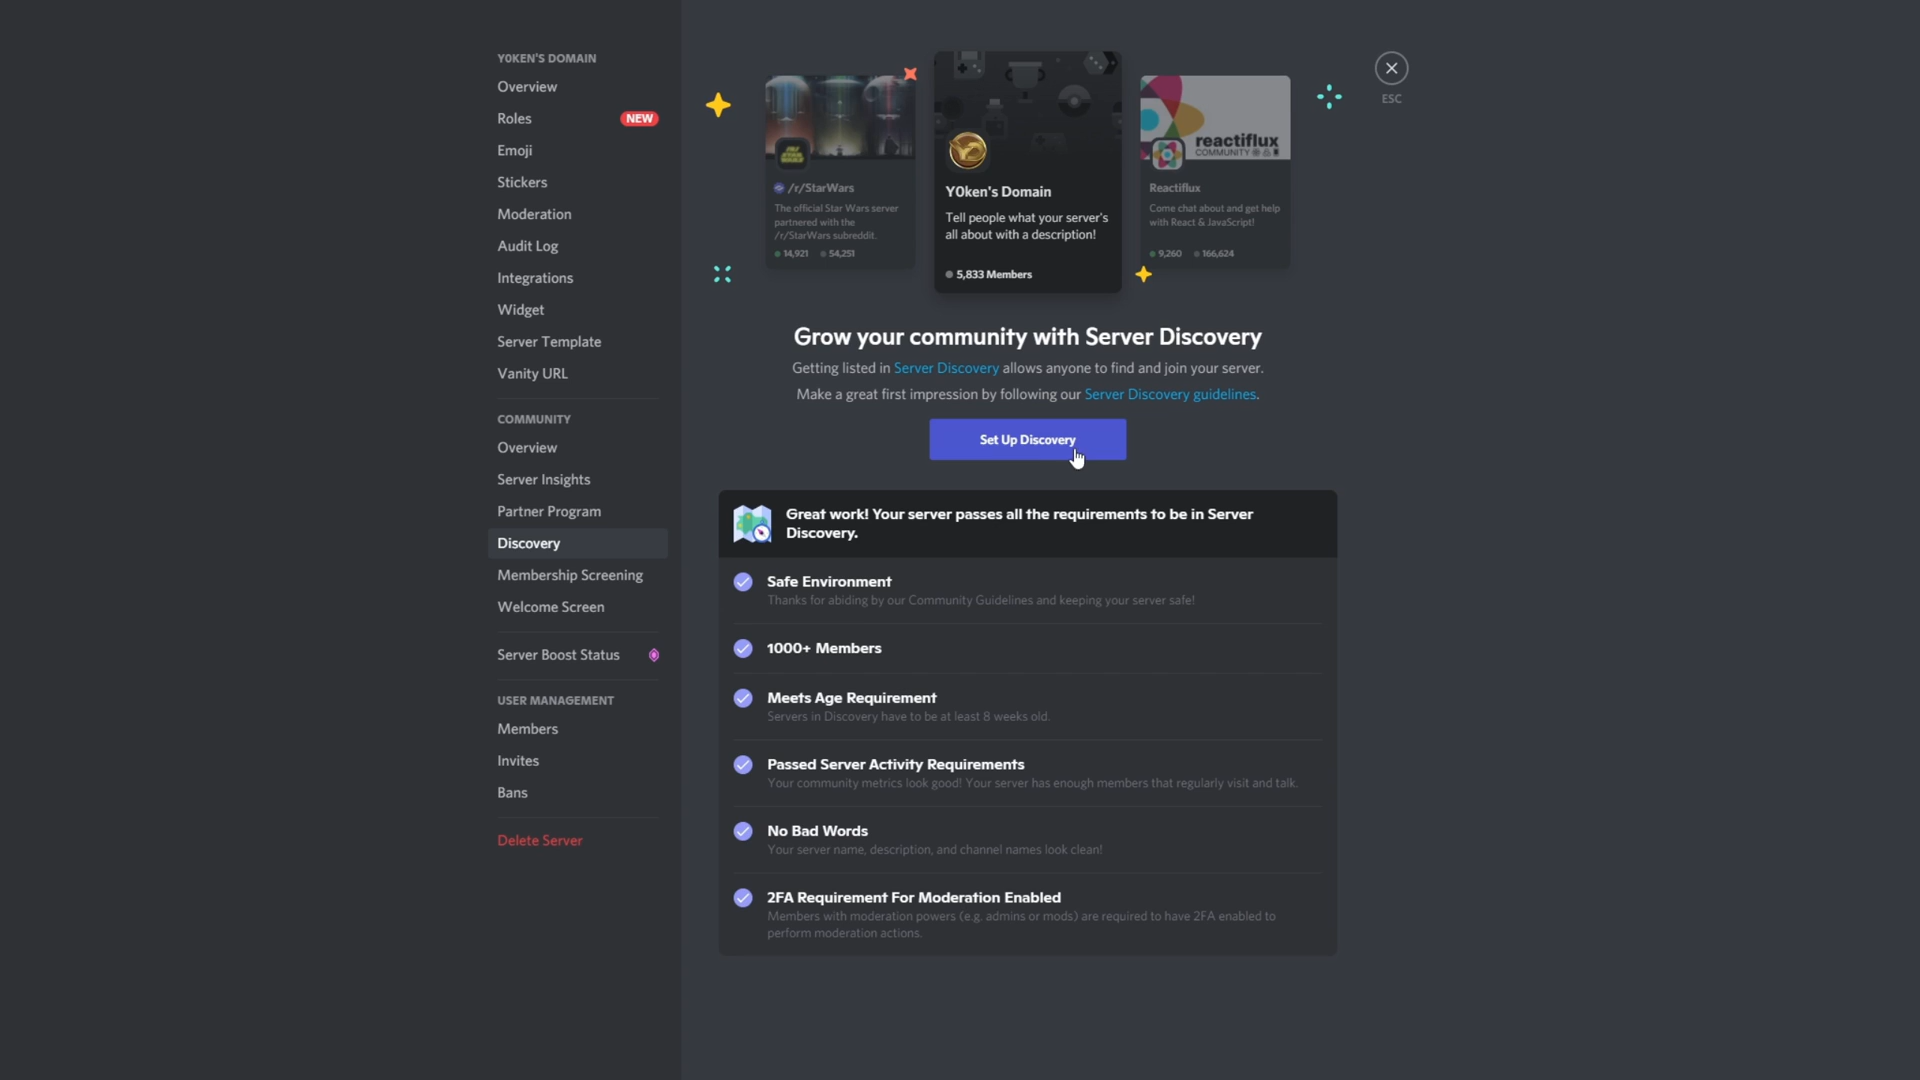 Y0KEN'S DOMAIN
Overview
Roles
NEW
Emoji
Stickers
Moderation
Audit Log
Integrations
Widget
Server Template
Vanity URL
COMMUNITY
Overview
Server Insights
Partner Program
Discovery
Membership Screening
Welcome Screen
Server Boost Status
USER MANAGEMENT
Members
Invites
Bans
Delete Server
/r/StarWars
The official Star Wars server
partnered with the
/r/StarWars subreddit.
14,921 54,251
Y0ken's Domain
Tell people what your server's
all about with a description!
5,833 Members
reactiflux
COMMUNITY
Reactiflux
Come chat about and get help
with React & JavaScript!
9,260 166,624
ESC
Grow your community with Server Discovery
Getting listed in Server Discovery allows anyone to find and join your server.
Make a great first impression by following our Server Discovery guidelines.
Set Up Discovery
Great work! Your server passes all the requirements to be in Server
Discovery.
Safe Environment
Thanks for abiding by our Community Guidelines and keeping your server safe!
1000+ Members
Meets Age Requirement
Servers in Discovery have to be at least 8 weeks old.
Passed Server Activity Requirements
Your community metrics look good! Your server has enough members that regularly visit and talk.
No Bad Words
Your server name, description, and channel names look clean!
2FA Requirement For Moderation Enabled
Members with moderation powers (e.g. admins or mods) are required to have 2FA enabled to
perform moderation actions.